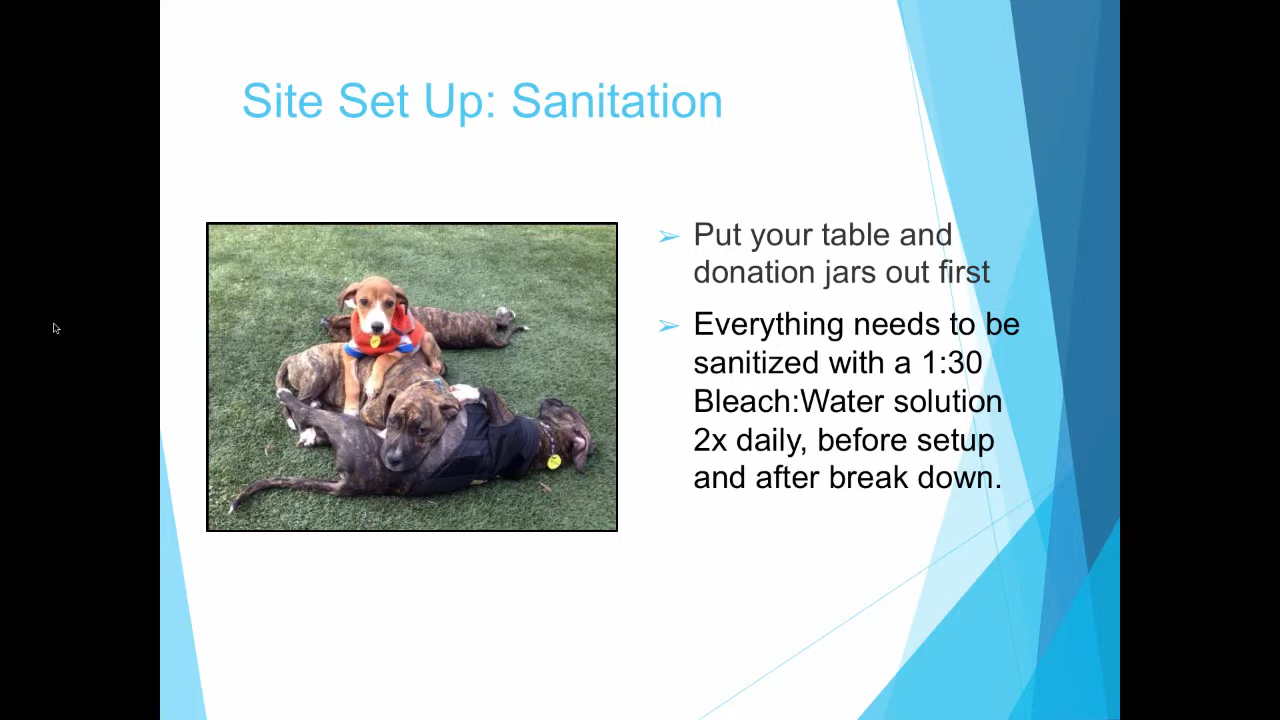 Site Set Up: Sanitation
Put your table and
donation jars out first
Everything needs to be
sanitized with a 1:30
Bleach:Water solution
2x daily, before setup
and after break down.